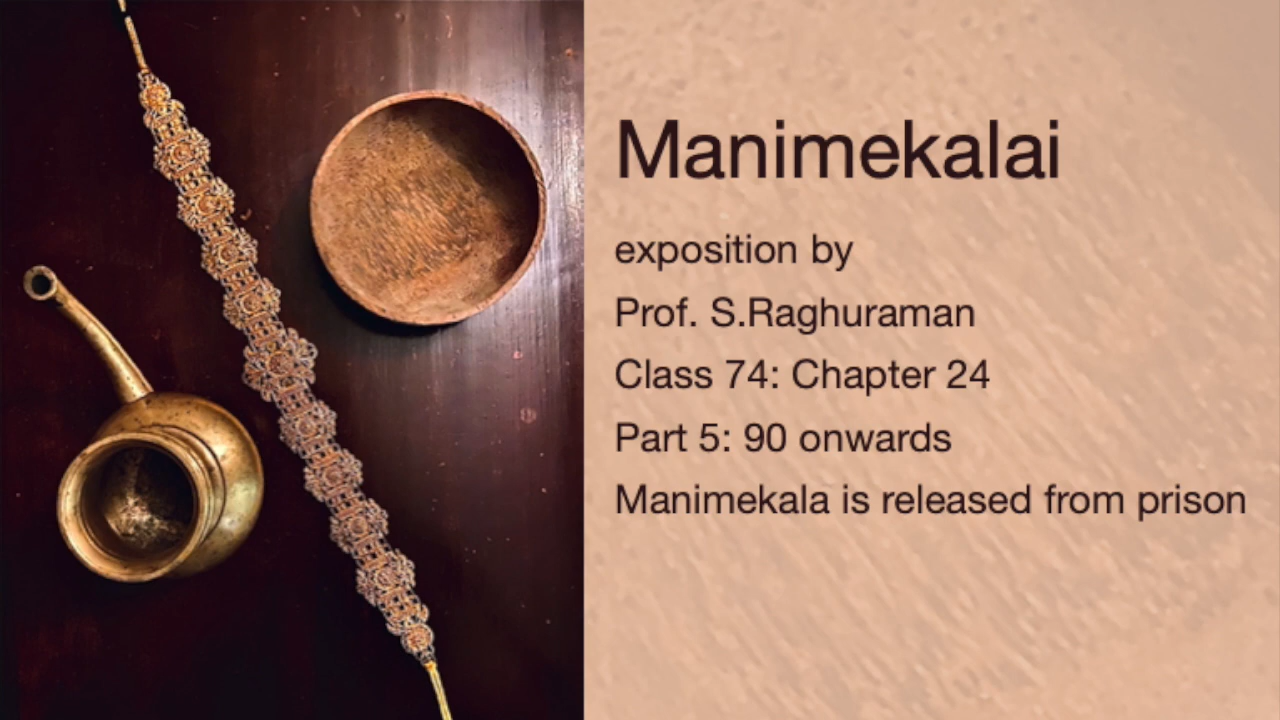 Manimekalai
exposition by
Prof. S.Raghuraman
Class 74: Chapter 24
Part 5: 90 onwards
Manimekala is released from prison